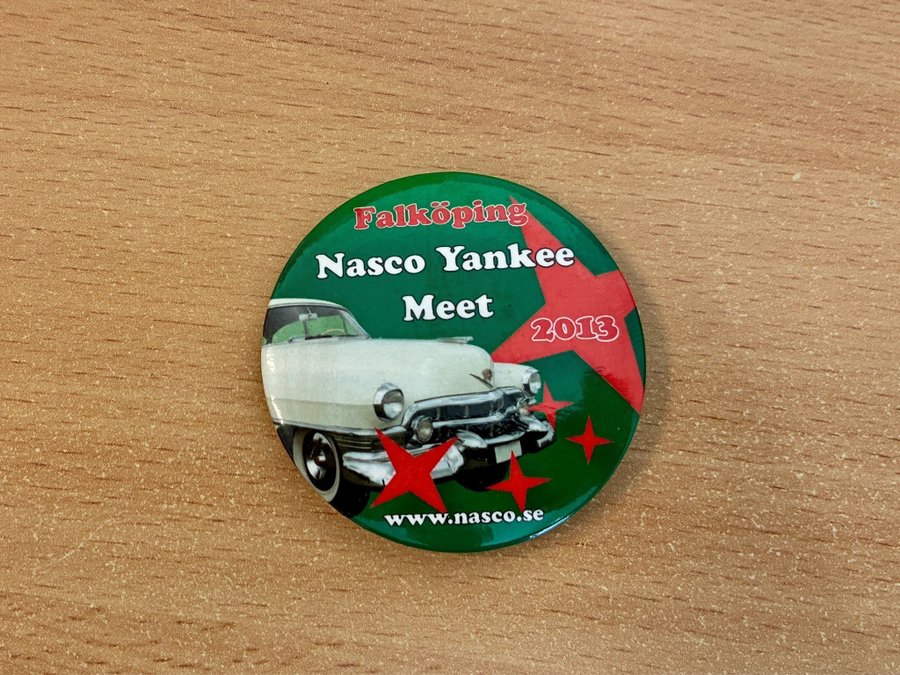 Falköping
Nasco Yankee
Meet
2013
www.nasco.se